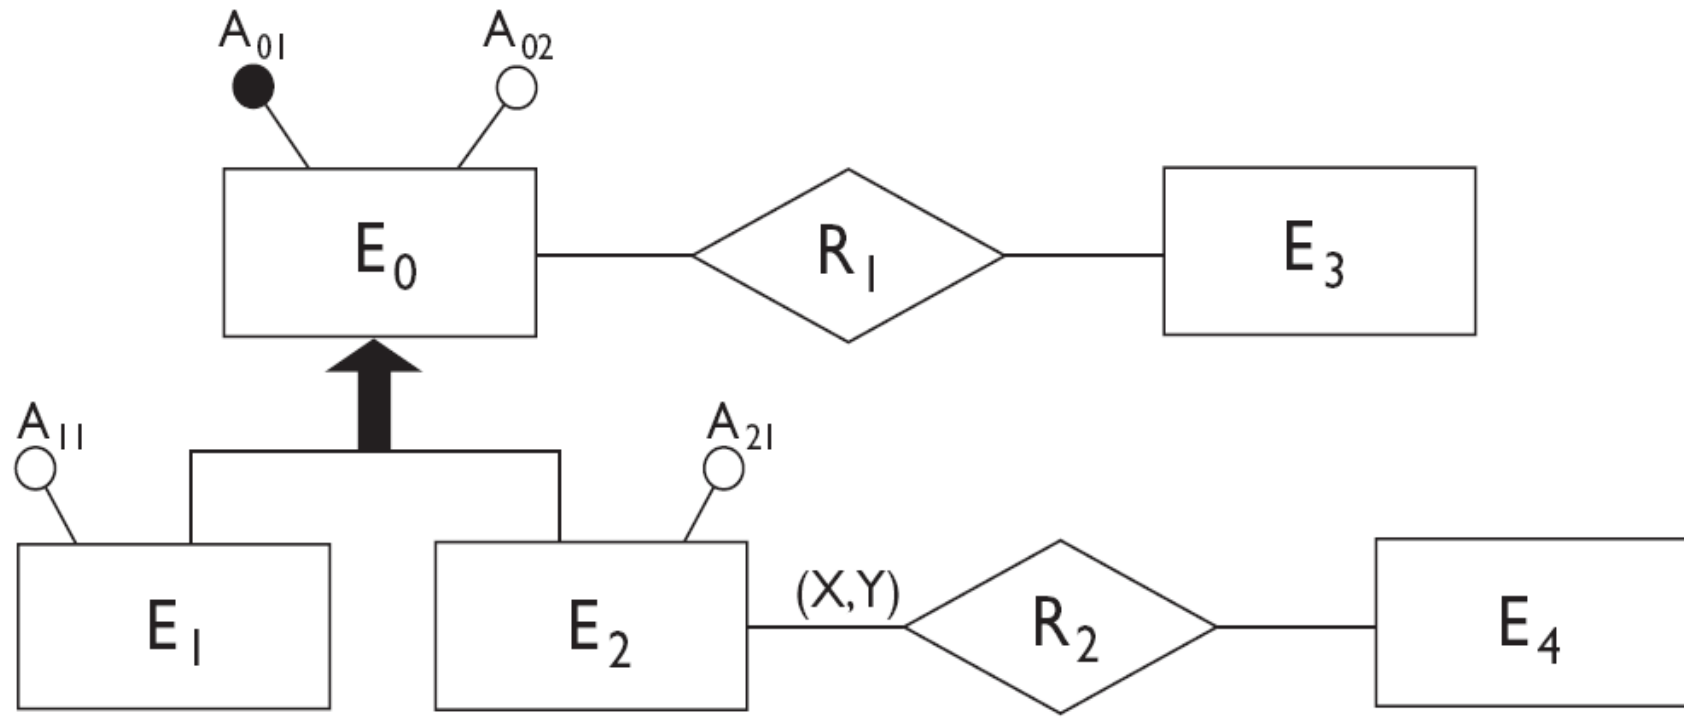 A₀₁ A₀₂
E₀ R₁ E₃
A₁₁ A₂₁
(X,Y)
E₁ E₂ R₂ E₄